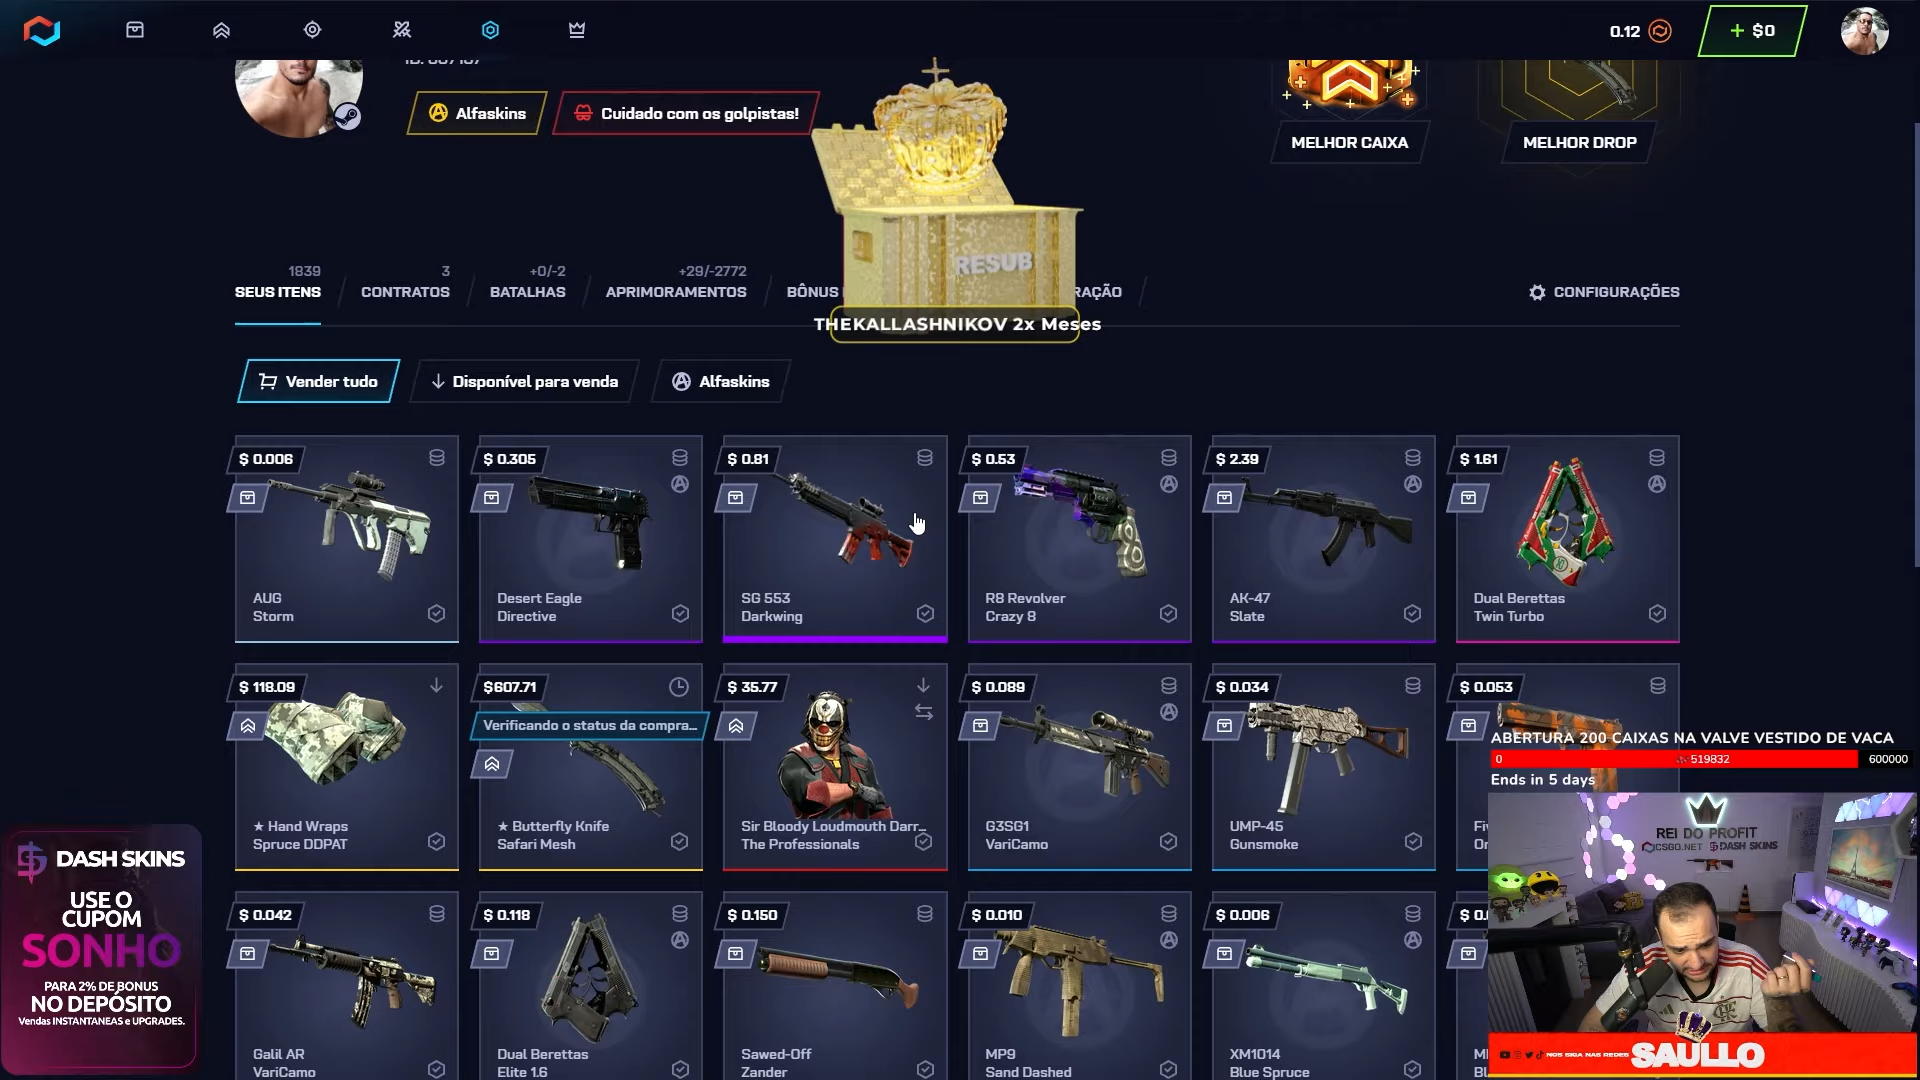 0.12
+ $0
Alfaskins
Cuidado com os golpistas!
MELHOR CAIXA
MELHOR DROP
RESUB
THEKALLASHNIKOV 2x Meses
1839
SEUS ITENS
3
CONTRATOS
+0/-2
BATALHAS
+29/-2772
APRIMORAMENTOS
BÔNUS
RAÇÃO
CONFIGURAÇÕES
Vender tudo
Disponível para venda
Alfaskins
$ 0.006
AUG
Storm
$ 0.305
Desert Eagle
Directive
$ 0.81
SG 553
Darkwing
$ 0.53
R8 Revolver
Crazy 8
$ 2.39
AK-47
Slate
$ 1.61
Dual Berettas
Twin Turbo
$ 118.09
★ Hand Wraps
Spruce DDPAT
$607.71
Verificando o status da compra...
★ Butterfly Knife
Safari Mesh
$ 35.77
Sir Bloody Loudmouth Darr...
The Professionals
$ 0.089
G3SG1
VariCamo
$ 0.034
UMP-45
Gunsmoke
$ 0.053
ABERTURA 200 CAIXAS NA VALVE VESTIDO DE VACA
0
519832
600000
Ends in 5 days
REI DO PROFIT
CSGO.NET DASH SKINS
$ 0.042
Galil AR
VariCamo
$ 0.118
Dual Berettas
Elite 1.6
$ 0.150
Sawed-Off
Zander
$ 0.010
MP9
Sand Dashed
$ 0.006
XM1014
Blue Spruce
DASH SKINS
USE O
CUPOM
SONHO
PARA 2% DE BONUS
NO DEPÓSITO
Vendas INSTANTANEAS e UPGRADES.
NOS SIGA NAS REDES
SAULLO